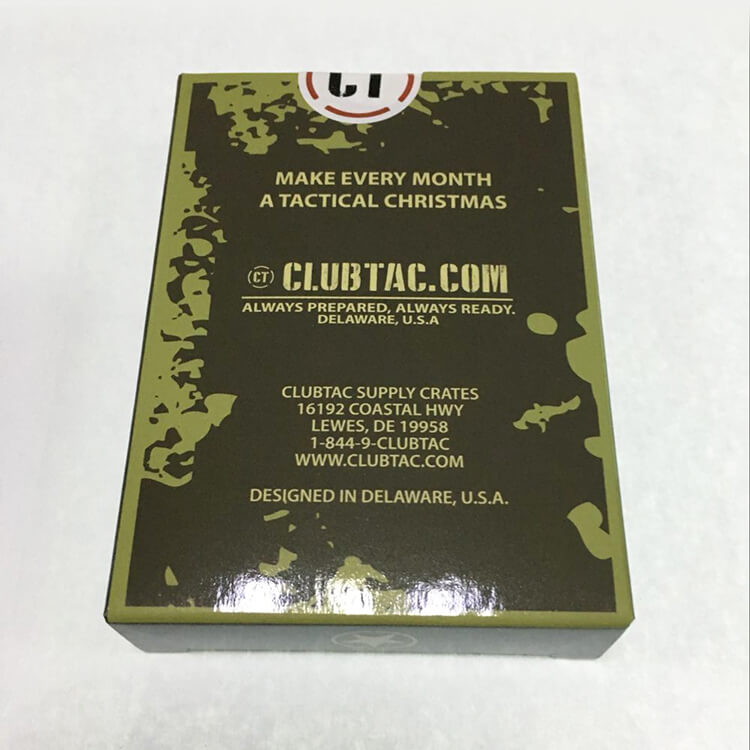 CT
MAKE EVERY MONTH
A TACTICAL CHRISTMAS
CT CLUBTAC.COM
ALWAYS PREPARED, ALWAYS READY.
DELAWARE, U.S.A
CLUBTAC SUPPLY CRATES
16192 COASTAL HWY
LEWES, DE 19958
1-844-9-CLUBTAC
WWW.CLUBTAC.COM
DESIGNED IN DELAWARE, U.S.A.